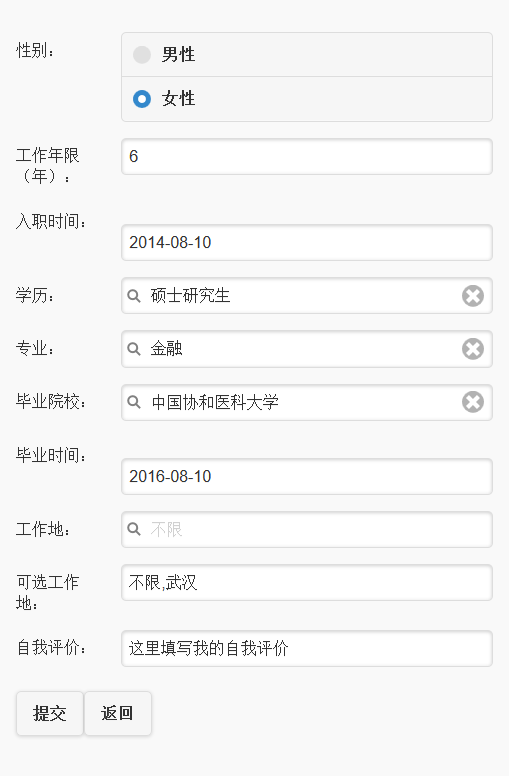 性别：
男性
女性
工作年限
（年）：
6
入职时间：
2014-08-10
学历：
硕士研究生
专业：
金融
毕业院校：
中国协和医科大学
毕业时间：
2016-08-10
工作地：
不限
可选工作
地：
不限,武汉
自我评价：
这里填写我的自我评价
提交
返回